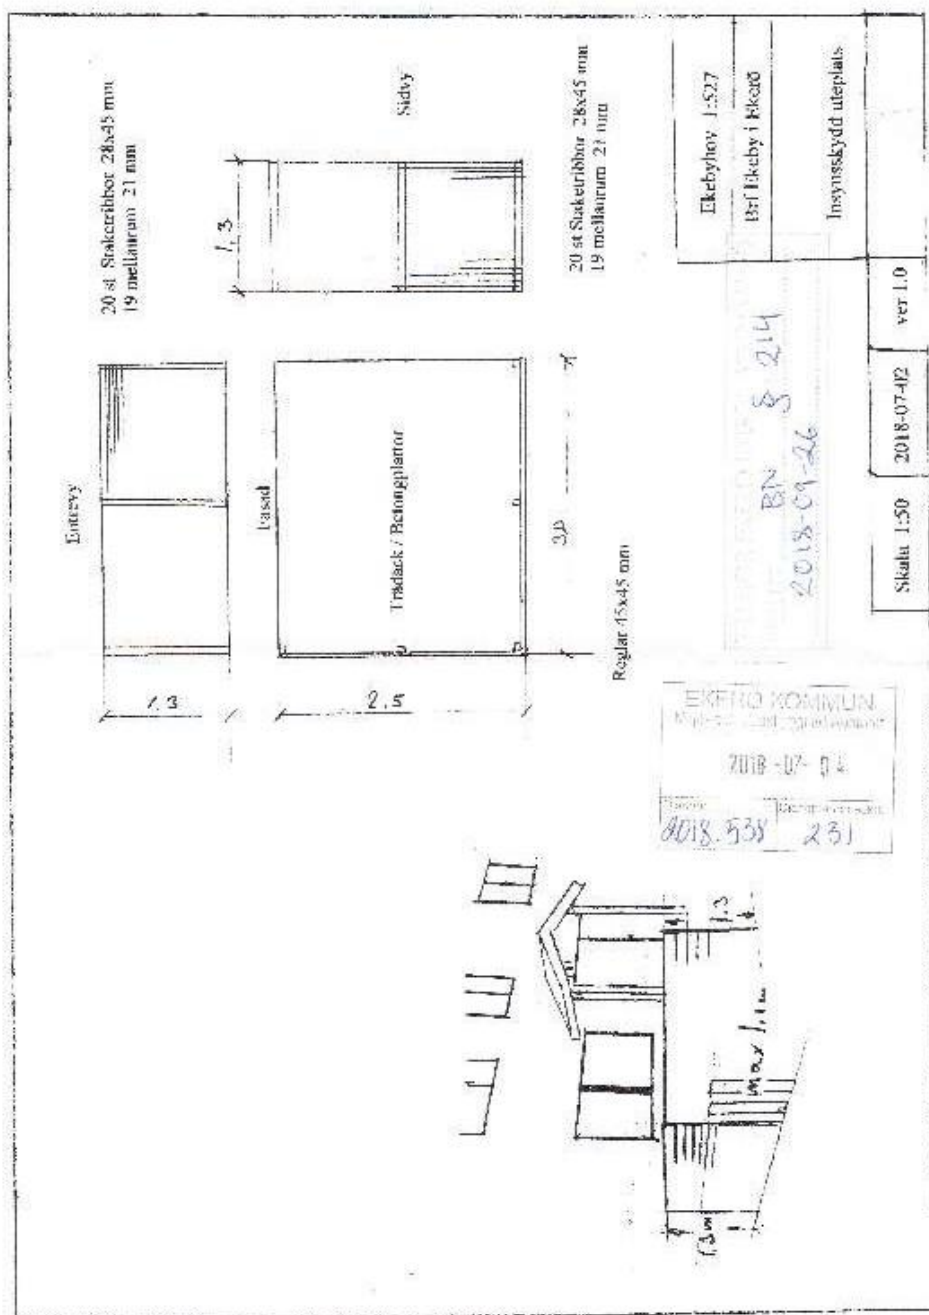 Entrévy
20 st Staketribbor 28x45 mm
19 mellanrum 21 mm
1.3
1.3
Sidvy
Fasad
Trädäck / Betongplattor
2.5
3,0
20 st Staketribbor 28x45 mm
19 mellanrum 21 mm
Reglar 45x45 mm
Ekebyhov 1:527
Brf Ekeby i Ekerö
Insynsskydd uteplats
BN § 214
2018-09-26
Skala 1:50
2018-07-02
ver 1.0
EKERÖ KOMMUN
2018 -07- 04
2018.538
231
1.3
max
1,3 m